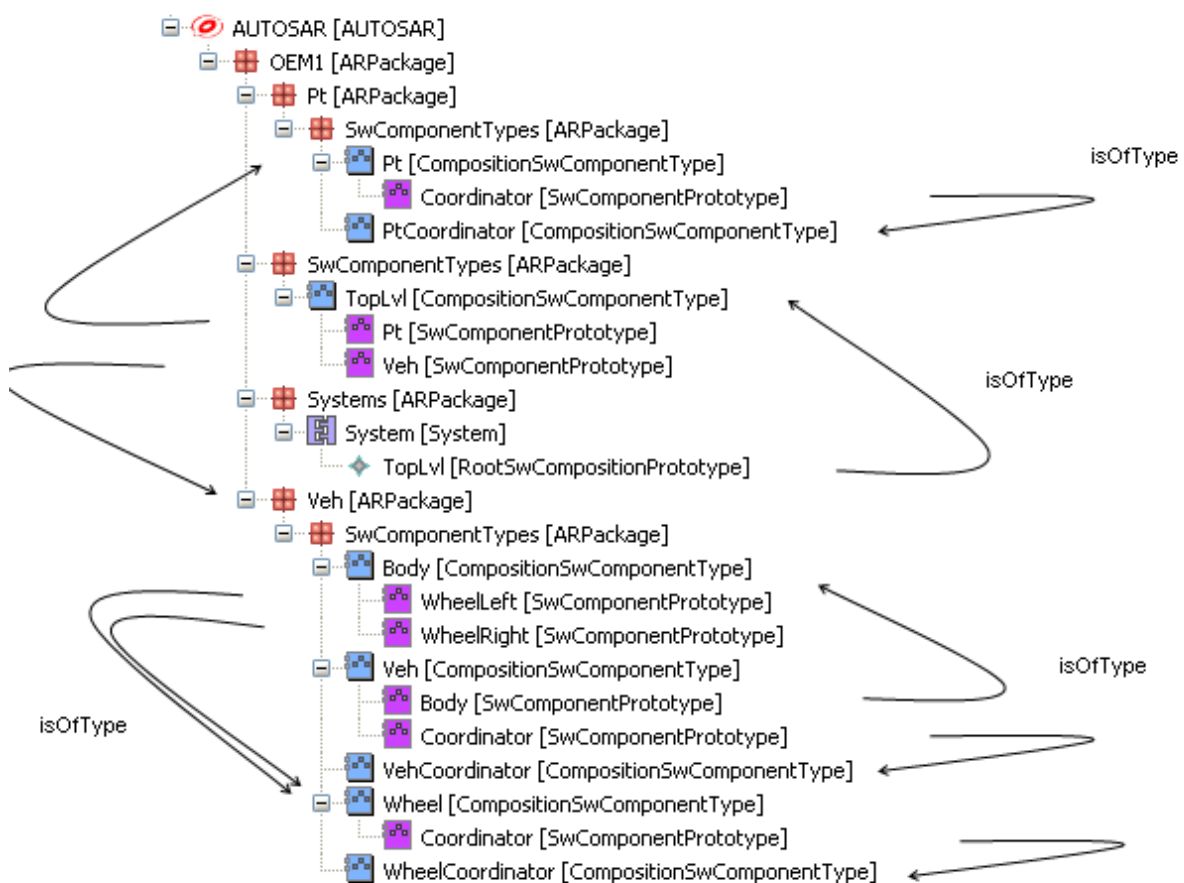 AUTOSAR [AUTOSAR]
OEM1 [ARPackage]
Pt [ARPackage]
SwComponentTypes [ARPackage]
Pt [CompositionSwComponentType]
isOfType
Coordinator [SwComponentPrototype]
PtCoordinator [CompositionSwComponentType]
SwComponentTypes [ARPackage]
TopLvl [CompositionSwComponentType]
Pt [SwComponentPrototype]
Veh [SwComponentPrototype]
isOfType
Systems [ARPackage]
System [System]
TopLvl [RootSwCompositionPrototype]
Veh [ARPackage]
SwComponentTypes [ARPackage]
Body [CompositionSwComponentType]
WheelLeft [SwComponentPrototype]
WheelRight [SwComponentPrototype]
Veh [CompositionSwComponentType]
isOfType
Body [SwComponentPrototype]
isOfType
Coordinator [SwComponentPrototype]
VehCoordinator [CompositionSwComponentType]
Wheel [CompositionSwComponentType]
Coordinator [SwComponentPrototype]
WheelCoordinator [CompositionSwComponentType]